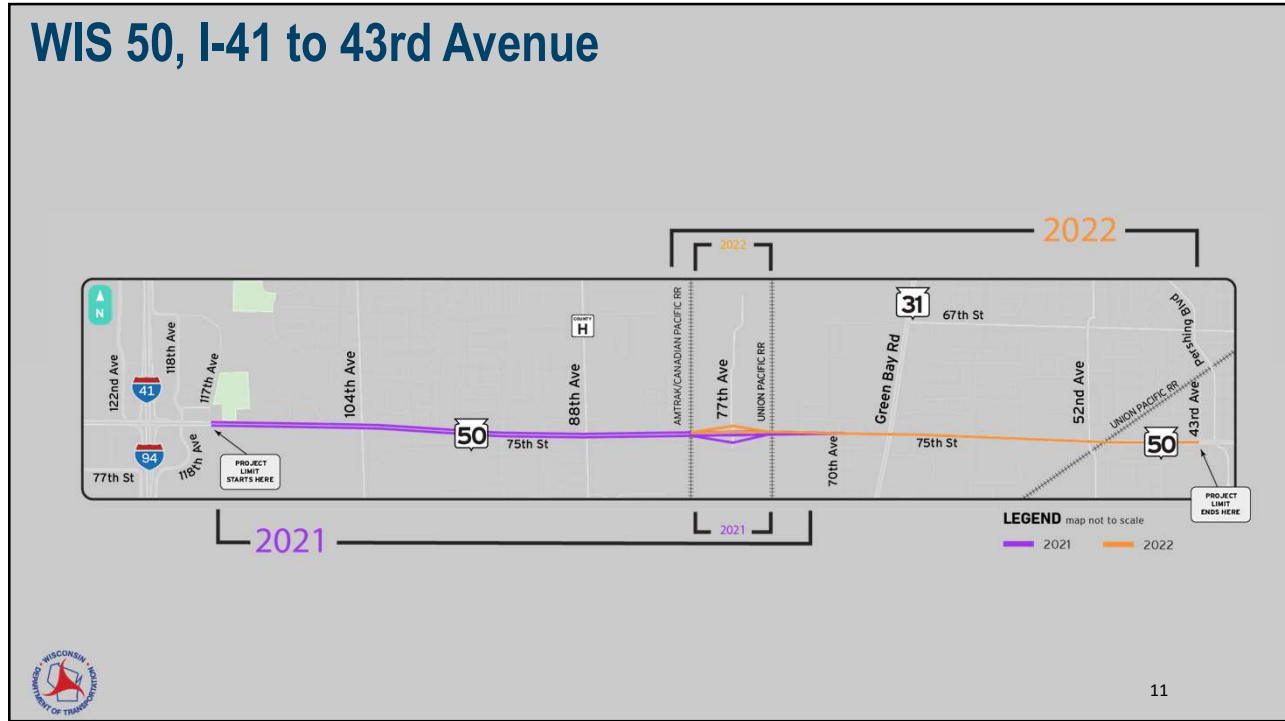 WIS 50, I-41 to 43rd Avenue
2022
2022
N
122nd Ave
41
118th Ave
117th Ave
104th Ave
COUNTY
H
88th Ave
AMTRAK/CANADIAN PACIFIC RR
77th Ave
UNION PACIFIC RR
31
67th St
Green Bay Rd
52nd Ave
Pershing Blvd
UNION PACIFIC RR
43rd Ave
94
77th St
118th Ave
PROJECT
LIMIT
STARTS HERE
50
75th St
70th Ave
75th St
50
PROJECT
LIMIT
ENDS HERE
2021
2021
LEGEND map not to scale
2021 2022
WISCONSIN
DEPARTMENT OF TRANSPORTATION
11